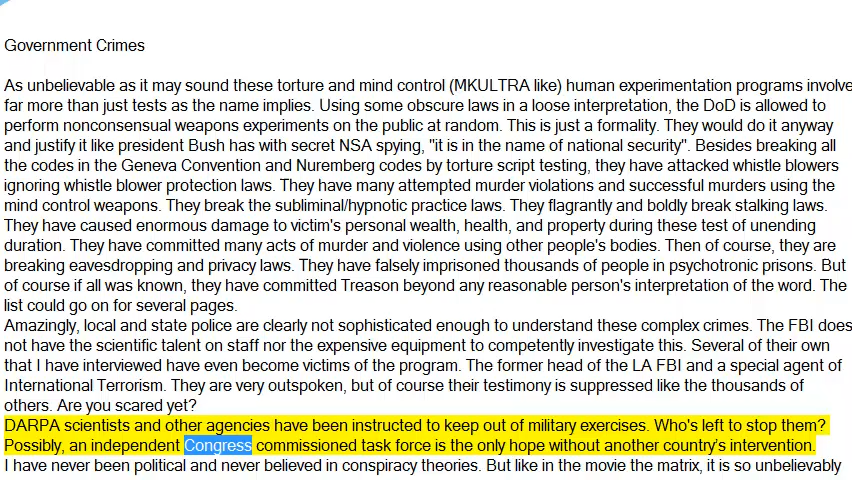 Government Crimes
As unbelievable as it may sound these torture and mind control (MKULTRA like) human experimentation programs involve
far more than just tests as the name implies. Using some obscure laws in a loose interpretation, the DoD is allowed to
perform nonconsensual weapons experiments on the public at random. This is just a formality. They would do it anyway
and justify it like president Bush has with secret NSA spying, "it is in the name of national security". Besides breaking all
the codes in the Geneva Convention and Nuremberg codes by torture script testing, they have attacked whistle blowers
ignoring whistle blower protection laws. They have many attempted murder violations and successful murders using the
mind control weapons. They break the subliminal/hypnotic practice laws. They flagrantly and boldly break stalking laws.
They have caused enormous damage to victim's personal wealth, health, and property during these test of unending
duration. They have committed many acts of murder and violence using other people's bodies. Then of course, they are
breaking eavesdropping and privacy laws. They have falsely imprisoned thousands of people in psychotronic prisons. But
of course if all was known, they have committed Treason beyond any reasonable person's interpretation of the word. The
list could go on for several pages.
Amazingly, local and state police are clearly not sophisticated enough to understand these complex crimes. The FBI does
not have the scientific talent on staff nor the expensive equipment to competently investigate this. Several of their own
that I have interviewed have even become victims of the program. The former head of the LA FBI and a special agent of
International Terrorism. They are very outspoken, but of course their testimony is suppressed like the thousands of
others. Are you scared yet?
DARPA scientists and other agencies have been instructed to keep out of military exercises. Who's left to stop them?
Possibly, an independent Congress commissioned task force is the only hope without another country's intervention.
I have never been political and never believed in conspiracy theories. But like in the movie the matrix, it is so unbelievably